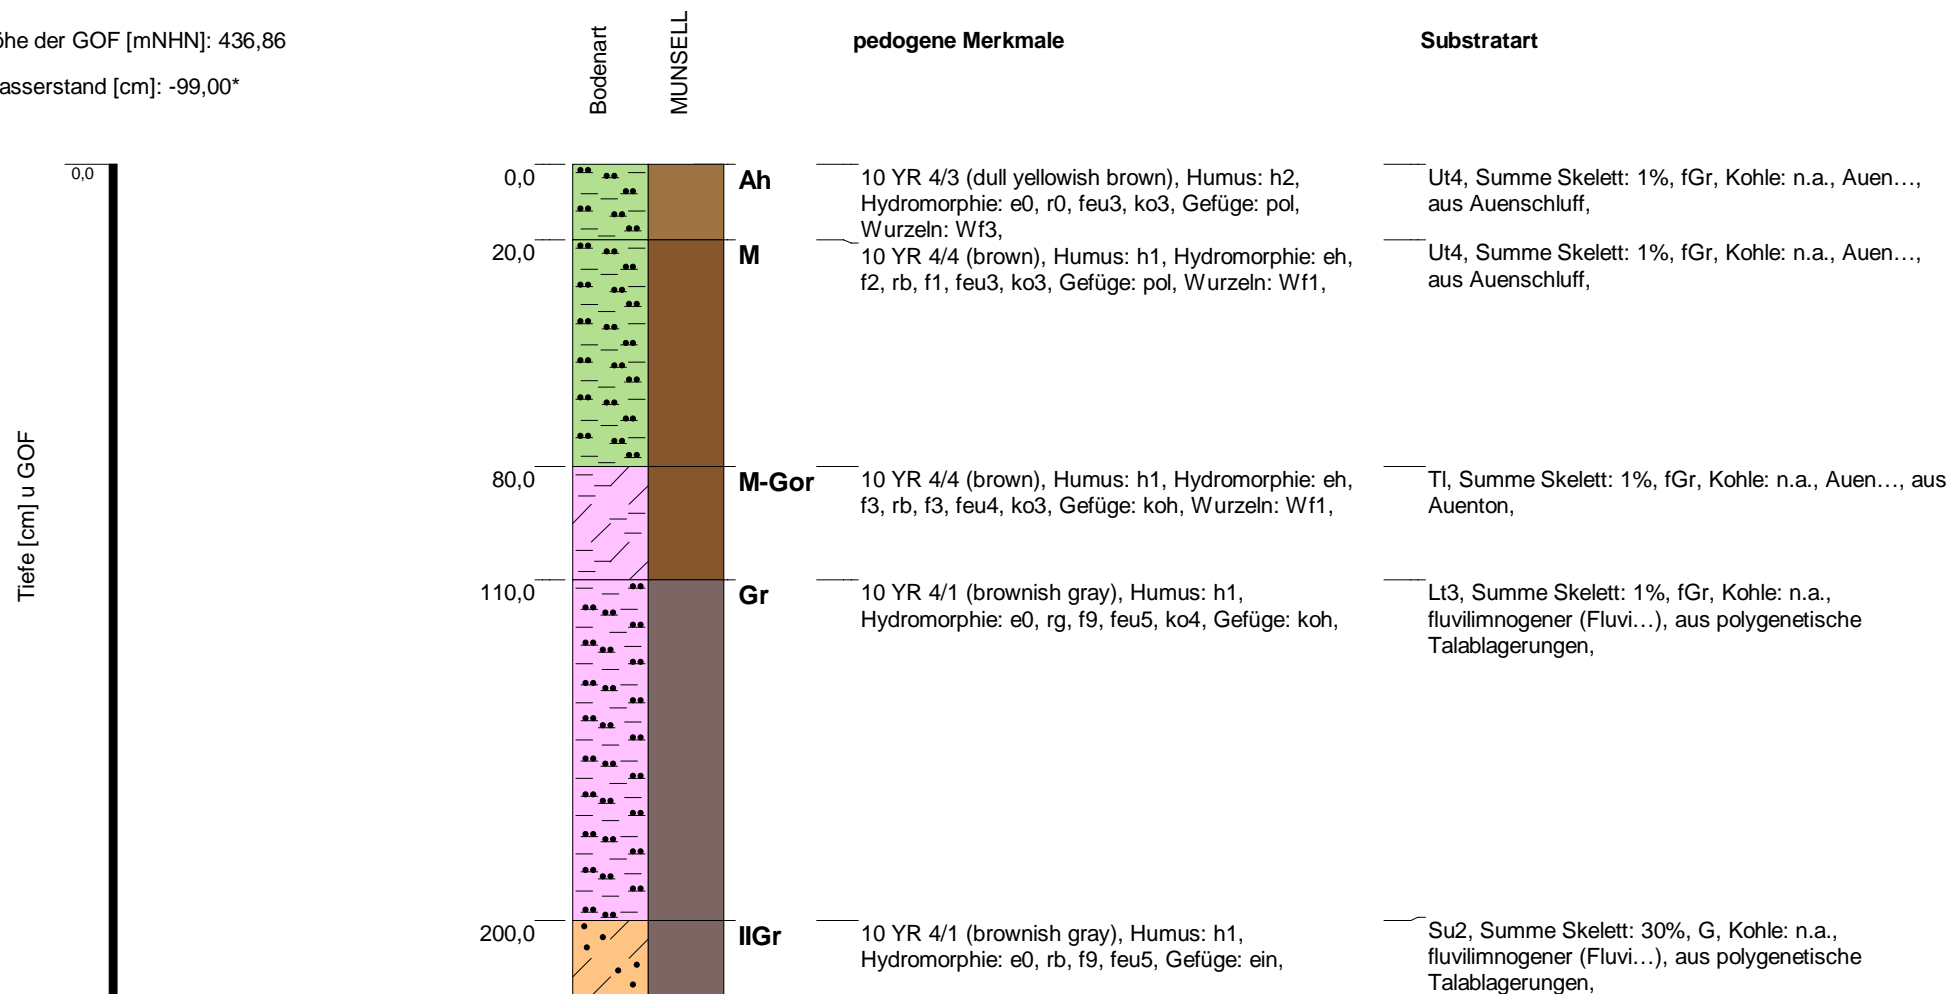 öhe der GOF [mNHN]: 436,86
asserstand [cm]: -99,00*
Bodenart
MUNSELL
pedogene Merkmale
Substratart
Tiefe [cm] u GOF
0,0
0,0
Ah
10 YR 4/3 (dull yellowish brown), Humus: h2,
Hydromorphie: e0, r0, feu3, ko3, Gefüge: pol,
Wurzeln: Wf3,
Ut4, Summe Skelett: 1%, fGr, Kohle: n.a., Auen…,
aus Auenschluff,
20,0
M
10 YR 4/4 (brown), Humus: h1, Hydromorphie: eh,
f2, rb, f1, feu3, ko3, Gefüge: pol, Wurzeln: Wf1,
Ut4, Summe Skelett: 1%, fGr, Kohle: n.a., Auen…,
aus Auenschluff,
80,0
M-Gor
10 YR 4/4 (brown), Humus: h1, Hydromorphie: eh,
f3, rb, f3, feu4, ko3, Gefüge: koh, Wurzeln: Wf1,
Tl, Summe Skelett: 1%, fGr, Kohle: n.a., Auen…, aus
Auenton,
110,0
Gr
10 YR 4/1 (brownish gray), Humus: h1,
Hydromorphie: e0, rg, f9, feu5, ko4, Gefüge: koh,
Lt3, Summe Skelett: 1%, fGr, Kohle: n.a.,
fluvilimnogener (Fluvi…), aus polygenetische
Talablagerungen,
200,0
IIGr
10 YR 4/1 (brownish gray), Humus: h1,
Hydromorphie: e0, rb, f9, feu5, Gefüge: ein,
Su2, Summe Skelett: 30%, G, Kohle: n.a.,
fluvilimnogener (Fluvi…), aus polygenetische
Talablagerungen,